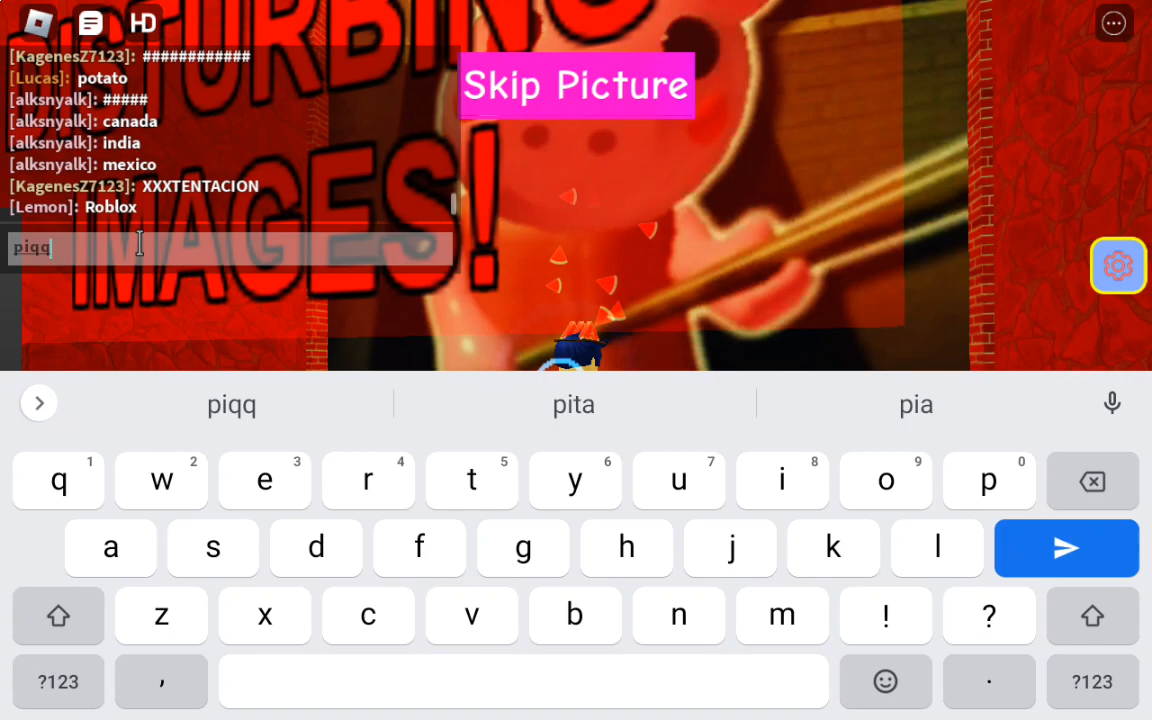 HD
DISTURBING
IMAGES!
Skip Picture
[KagenesZ7123]: ############
[Lucas]: potato
[alksnyalk]: #####
[alksnyalk]: canada
[alksnyalk]: india
[alksnyalk]: mexico
[KagenesZ7123]: XXXTENTACION
[Lemon]: Roblox
piqq
piqq pita pia
q 1 w 2 e 3 r 4 t 5 y 6 u 7 i 8 o 9 p 0
a s d f g h j k l
z x c v b n m ! ?
?123 , . ?123